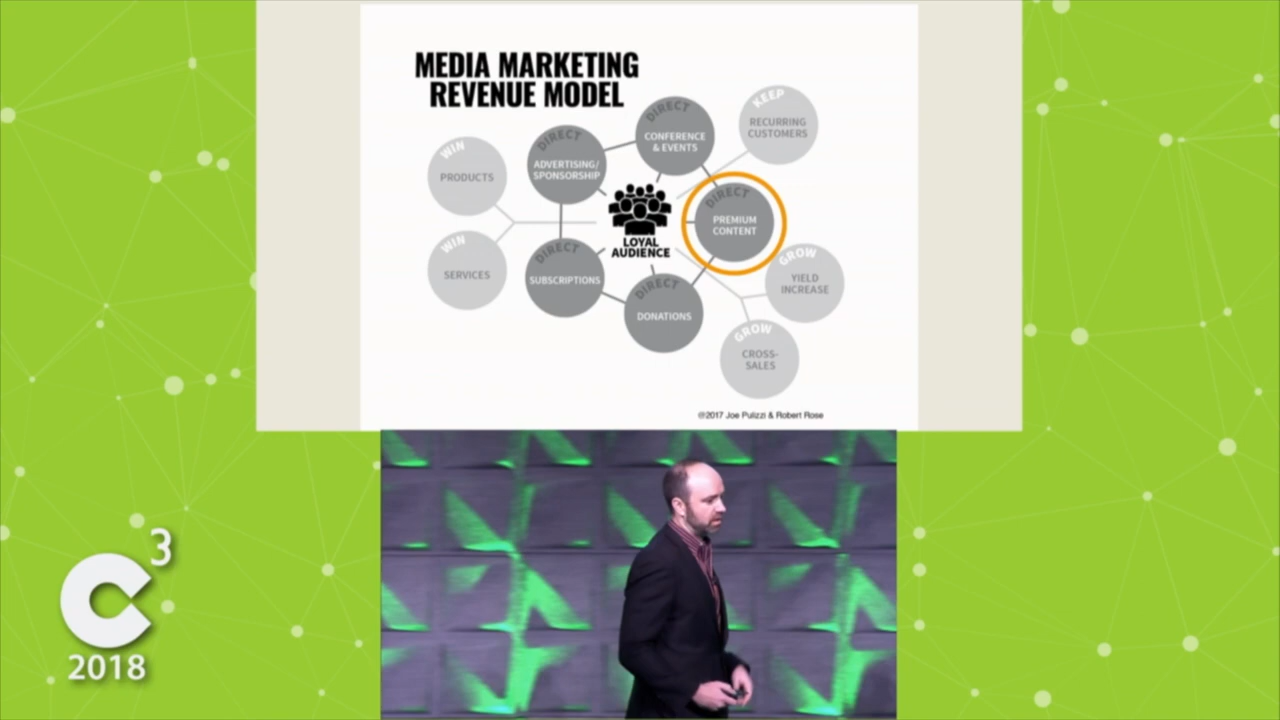 MEDIA MARKETING
REVENUE MODEL
WIN
PRODUCTS
WIN
SERVICES
DIRECT
ADVERTISING/
SPONSORSHIP
DIRECT
CONFERENCE
& EVENTS
KEEP
RECURRING
CUSTOMERS
DIRECT
PREMIUM
CONTENT
LOYAL
AUDIENCE
DIRECT
SUBSCRIPTIONS
DIRECT
DONATIONS
GROW
YIELD
INCREASE
GROW
CROSS-
SALES
@2017 Joe Pulizzi & Robert Rose
C3
2018